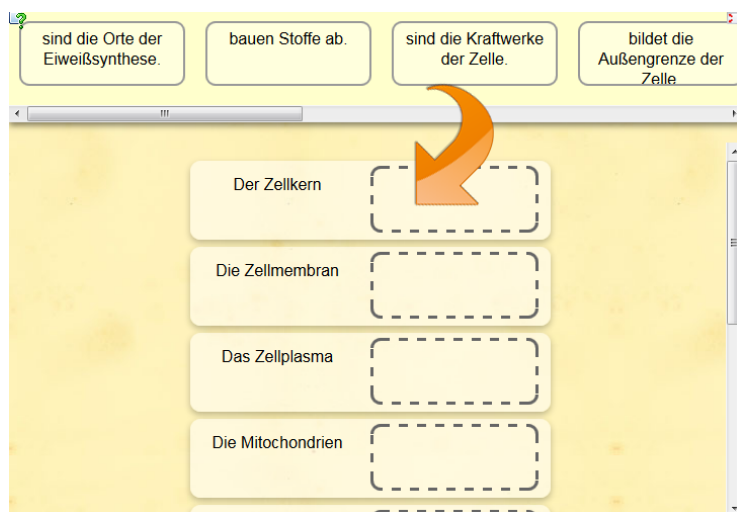 sind die Orte der
Eiweißsynthese.
bauen Stoffe ab.
sind die Kraftwerke
der Zelle.
bildet die
Außengrenze der
Zelle
Der Zellkern
Die Zellmembran
Das Zellplasma
Die Mitochondrien